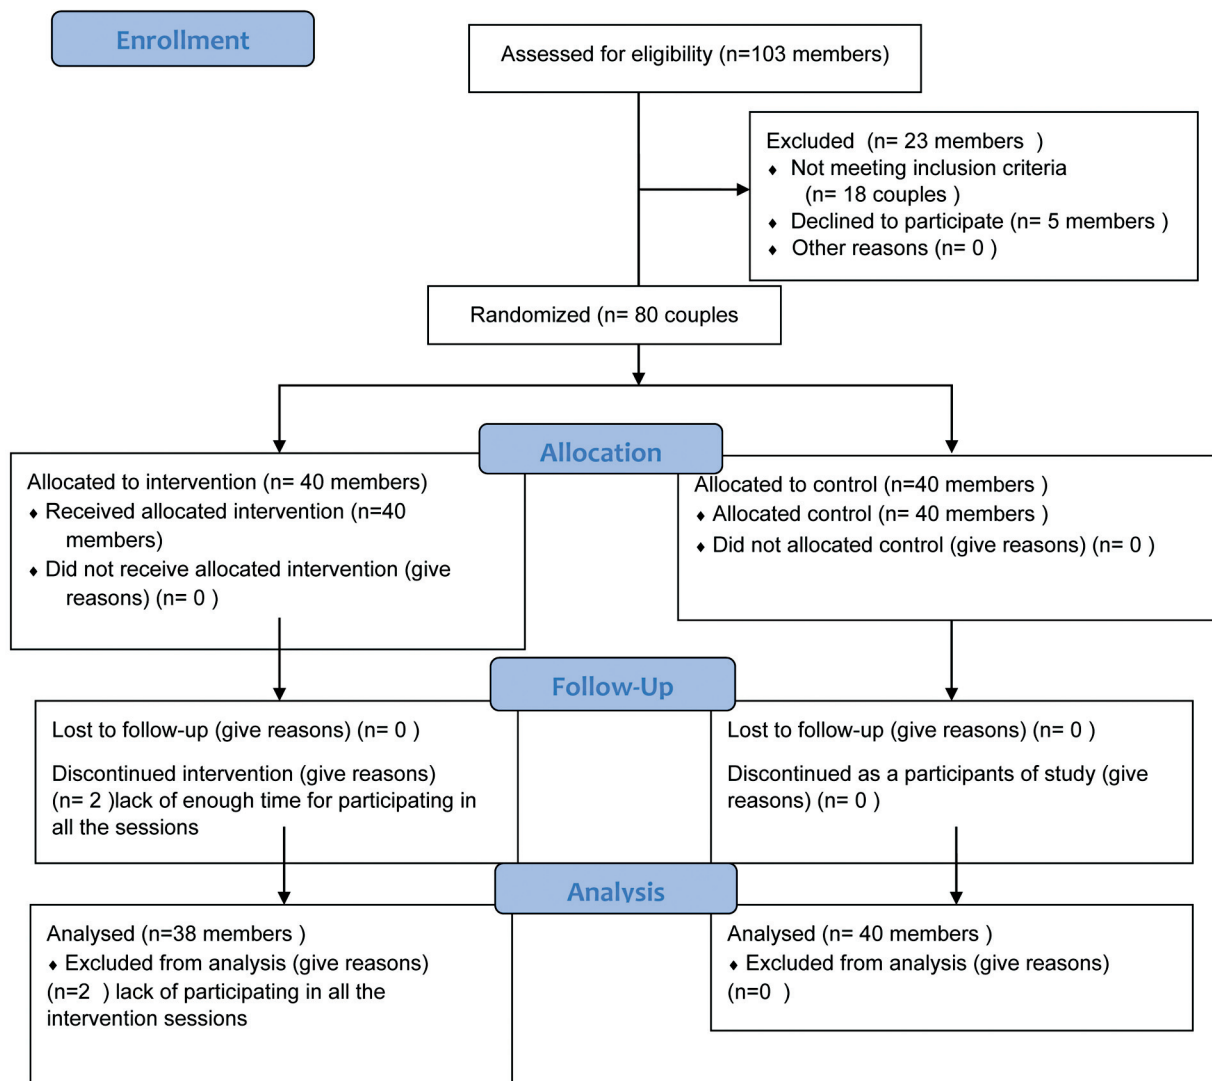 Enrollment
Assessed for eligibility (n=103 members)
Excluded  (n= 23 members  )
♦ Not meeting inclusion criteria
(n= 18 couples )
♦ Declined to participate (n= 5 members )
♦ Other reasons (n= 0 )
Randomized (n= 80 couples
Allocation
Allocated to intervention (n= 40 members)
♦ Received allocated intervention (n=40
members)
♦ Did not receive allocated intervention (give
reasons) (n= 0 )
Allocated to control (n=40 members )
♦ Allocated control (n= 40 members )
♦ Did not allocated control (give reasons) (n= 0 )
Follow-Up
Lost to follow-up (give reasons) (n= 0 )
Discontinued intervention (give reasons)
(n= 2 )lack of enough time for participating in
all the sessions
Lost to follow-up (give reasons) (n= 0 )
Discontinued as a participants of study (give
reasons) (n= 0 )
Analysis
Analysed (n=38 members )
♦ Excluded from analysis (give reasons)
(n=2  ) lack of participating in all the
intervention sessions
Analysed (n= 40 members )
♦ Excluded from analysis (give reasons)
(n=0  )